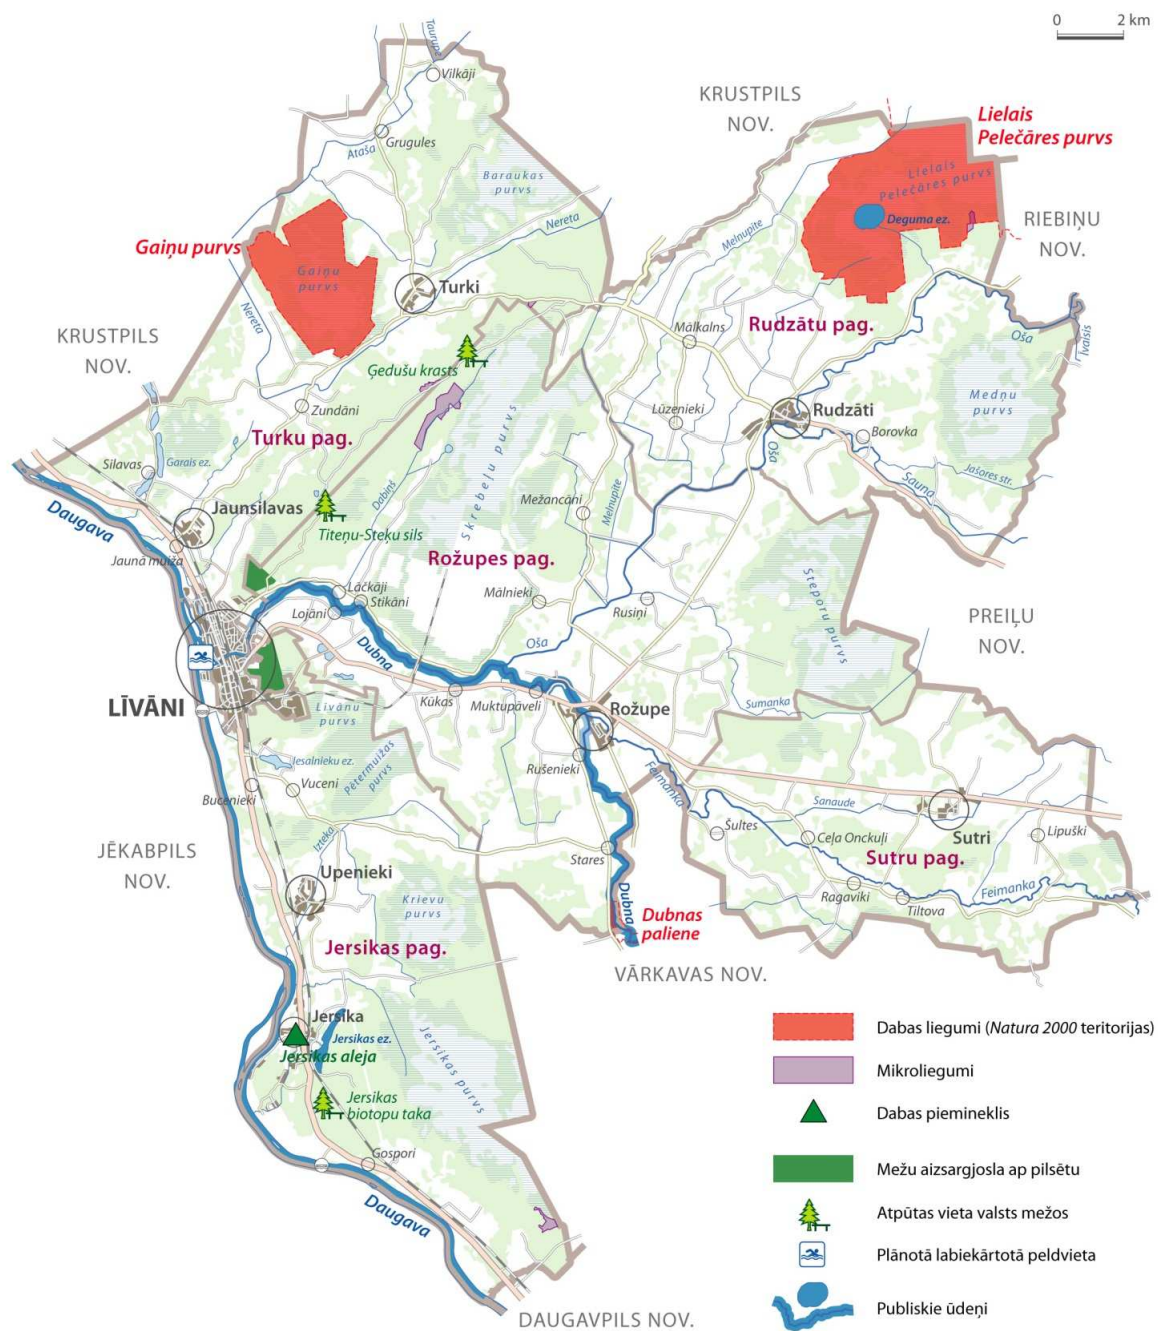 0 2 km
Taurupe
Vilkāji
KRUSTPILS
NOV.
Lielais
Pelečāres purvs
Grugules
Ataša
Baraukas
purvs
Lielais
Pelečāres purvs
Deguma ez.
RIEBIŅU
NOV.
Nereta
Melnupīte
Gaiņu purvs
Gaiņu
purvs
Turki
Nereta
Mālkalns
Rudzātu pag.
Oša
Īvaisis
KRUSTPILS
NOV.
Ģedušu krasts
Zundāni
Turku pag.
Lūzenieki
Rudzāti
Medņu
purvs
Borovka
Oša
Silavas
Garais ez.
Skrebeļu purvs
Dabiņš
Jašores str.
Sauna
Daugava
Jaunsilavas
Titeņu-Steķu sils
Mežancāni
Melnupīte
Jaunā muiža
Rožupes pag.
Steporu purvs
Lāčkāji
Stikāni
Lojāni
Mālnieki
Rusiņi
PREIĻU
NOV.
Dubna
Oša
LĪVĀNI
Līvānu
purvs
Kūkas
Muktupāveli
Rožupe
Sumanka
Rušenieki
Iesalnieku ez.
Pētermuižas
purvs
Bucenieki
Vuceni
Feimanka
Sanaude
Sutri
Izteka
Šultes
Ceļa Onckuļi
Lipuški
JĒKABPILS
NOV.
Stares
Sutru pag.
Upenieki
Ragaviki
Tiltova
Feimanka
Krievu
purvs
Dubna
Dubnas
paliene
Jersikas pag.
VĀRKAVAS NOV.
Jersika
Jersikas ez.
Jersikas aleja
Jersikas purvs
Jersikas
biotopu taka
Gospori
Daugava
DAUGAVPILS NOV.
Dabas liegumi (Natura 2000 teritorijas)
Mikroliegumi
Dabas piemineklis
Mežu aizsargjosla ap pilsētu
Atpūtas vieta valsts mežos
Plānotā labiekārtotā peldvieta
Publiskie ūdeņi